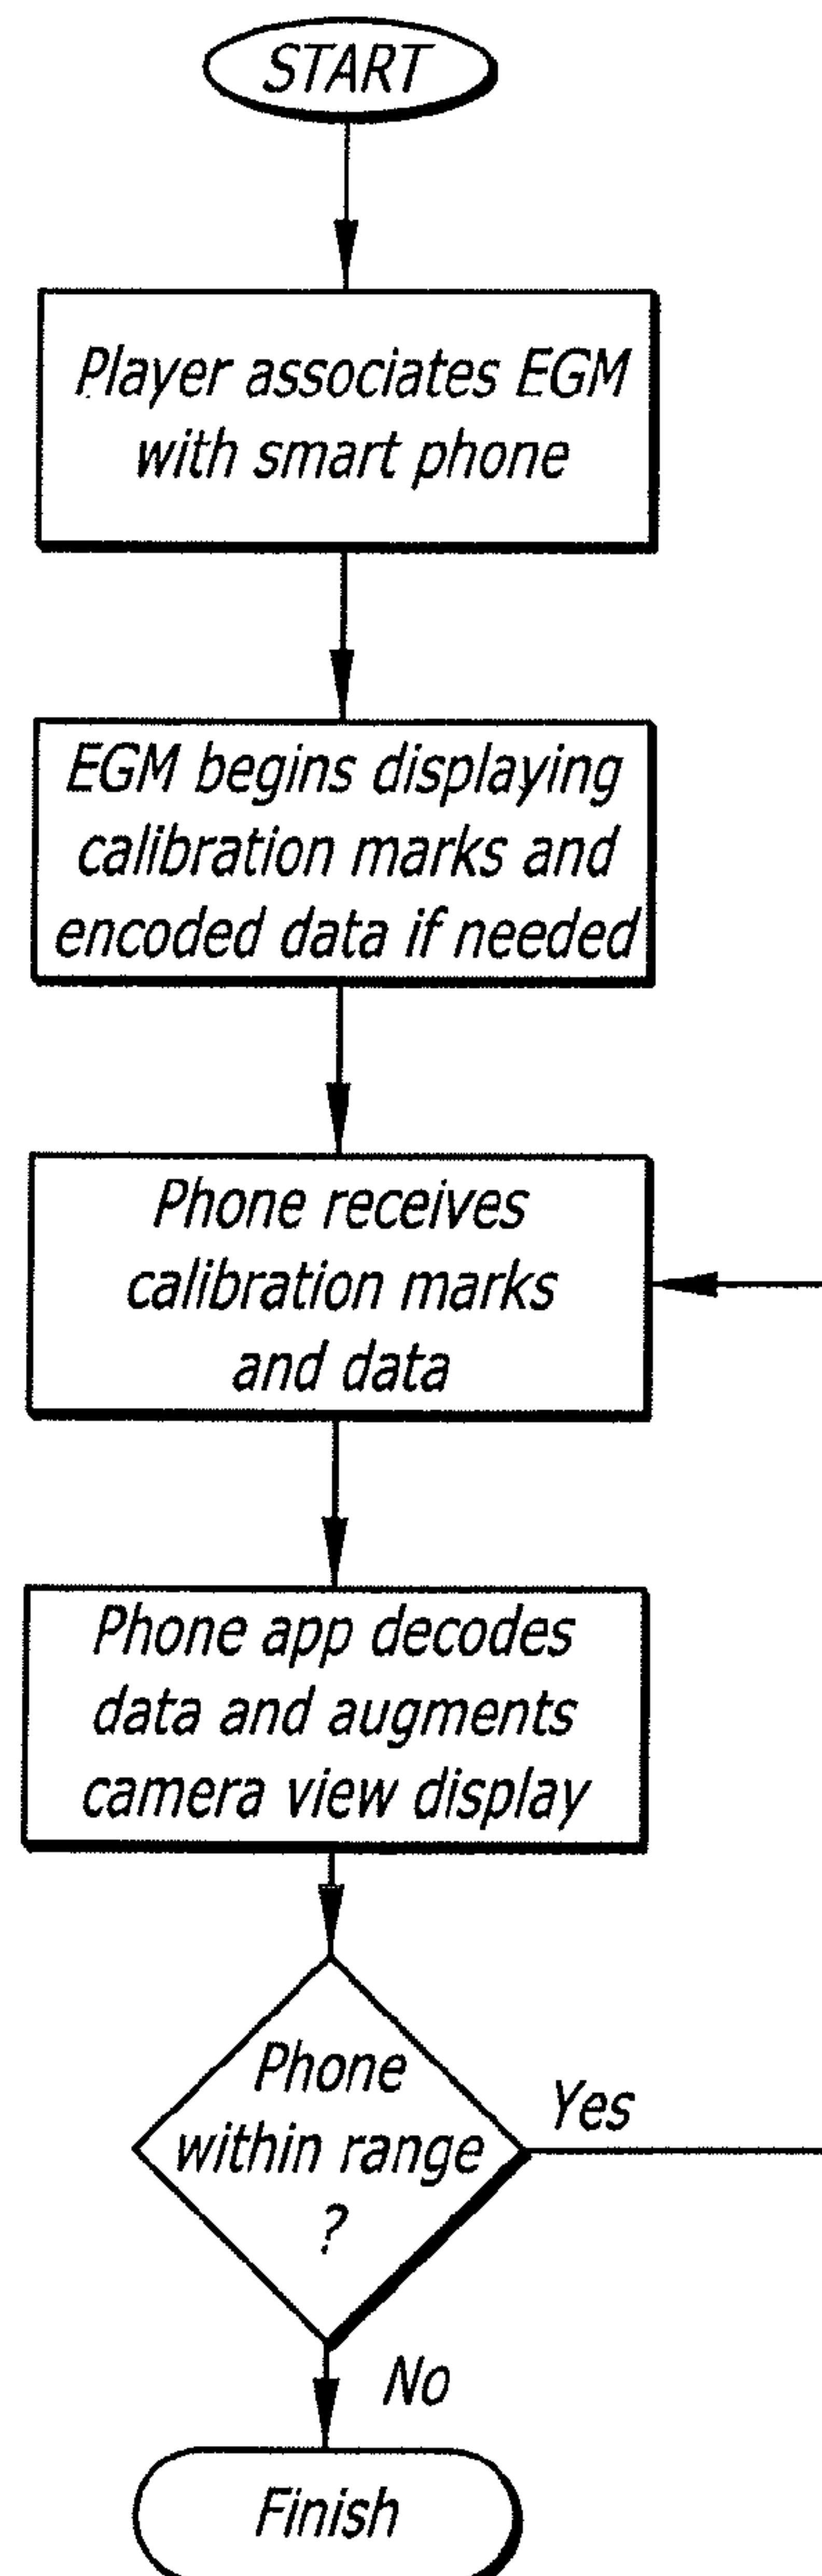 START
Player associates EGM
with smart phone
EGM begins displaying
calibration marks and
encoded data if needed
Phone receives
calibration marks
and data
Phone app decodes
data and augments
camera view display
Phone
within range
?
Yes
No
Finish